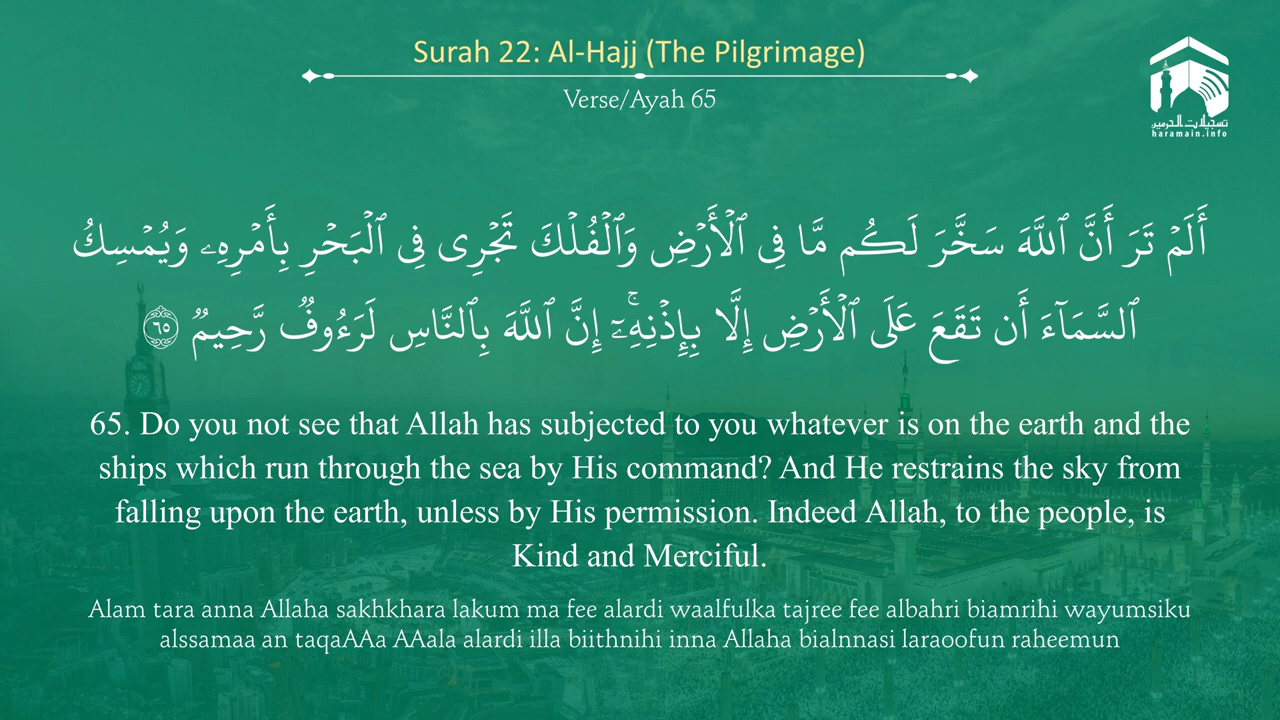 Surah 22: Al-Hajj (The Pilgrimage)
Verse/Ayah 65
تسجيلات الحرمين
haramain.info
أَلَمْ تَرَ أَنَّ ٱللَّهَ سَخَّرَ لَكُم مَّا فِى ٱلْأَرْضِ وَٱلْفُلْكَ تَجْرِى فِى ٱلْبَحْرِ بِأَمْرِهِۦ وَيُمْسِكُ
ٱلسَّمَآءَ أَن تَقَعَ عَلَى ٱلْأَرْضِ إِلَّا بِإِذْنِهِۦٓ ۗ إِنَّ ٱللَّهَ بِٱلنَّاسِ لَرَءُوفٌ رَّحِيمٌ ٦٥
65. Do you not see that Allah has subjected to you whatever is on the earth and the
ships which run through the sea by His command? And He restrains the sky from
falling upon the earth, unless by His permission. Indeed Allah, to the people, is
Kind and Merciful.
Alam tara anna Allaha sakhkhara lakum ma fee alardi waalfulka tajree fee albahri biamrihi wayumsiku
alssamaa an taqaAAa AAala alardi illa biithnihi inna Allaha bialnnasi laraoofun raheemun